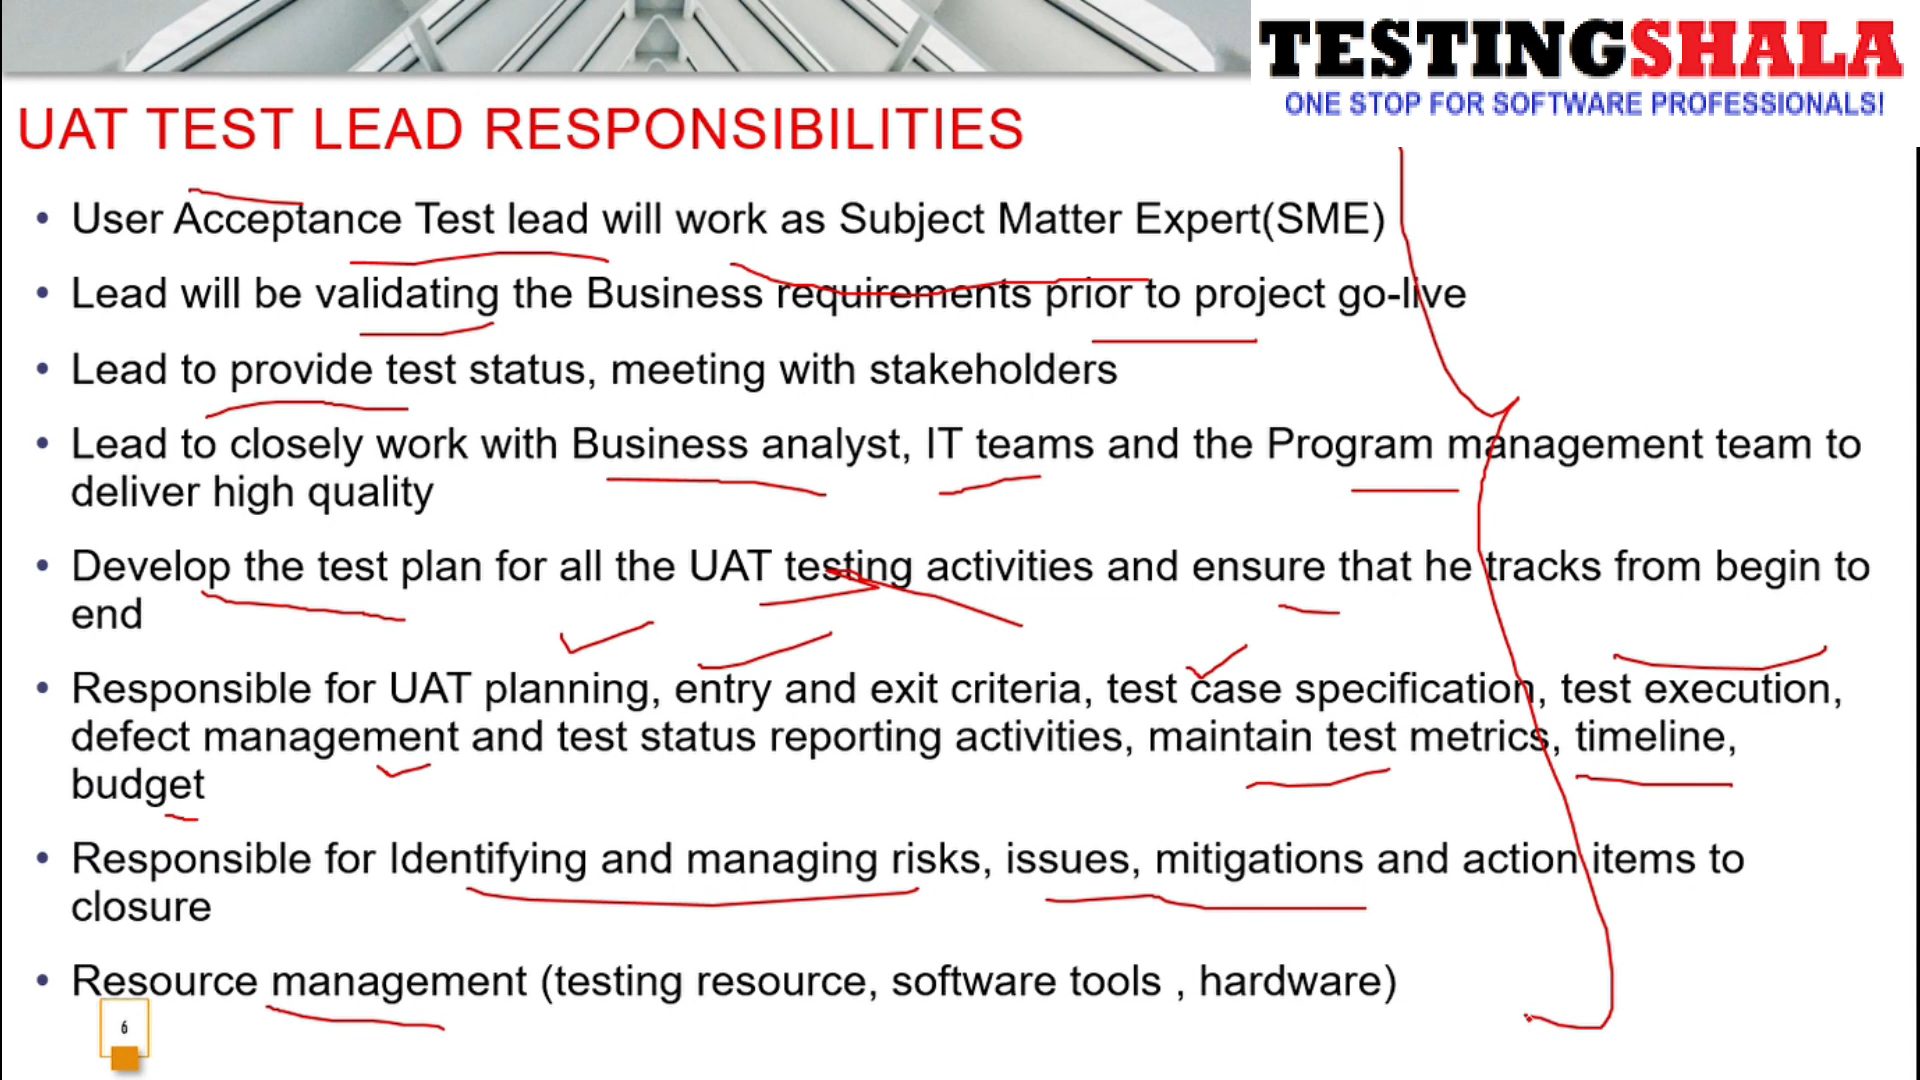 TESTINGSHALA
ONE STOP FOR SOFTWARE PROFESSIONALS!
UAT TEST LEAD RESPONSIBILITIES
• User Acceptance Test lead will work as Subject Matter Expert(SME)
• Lead will be validating the Business requirements prior to project go-live
• Lead to provide test status, meeting with stakeholders
• Lead to closely work with Business analyst, IT teams and the Program management team to
deliver high quality
• Develop the test plan for all the UAT testing activities and ensure that he tracks from begin to
end
• Responsible for UAT planning, entry and exit criteria, test case specification, test execution,
defect management and test status reporting activities, maintain test metrics, timeline,
budget
• Responsible for Identifying and managing risks, issues, mitigations and action items to
closure
• Resource management (testing resource, software tools , hardware)
6